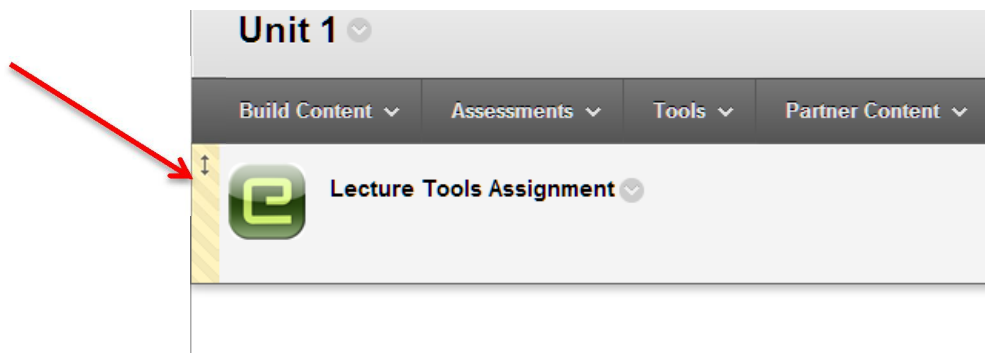 Unit 1
Build Content Assessments Tools Partner Content
Lecture Tools Assignment